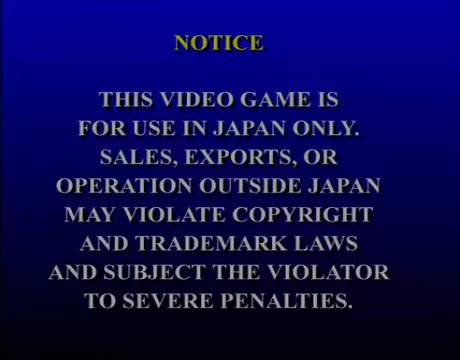 NOTICE
THIS VIDEO GAME IS
FOR USE IN JAPAN ONLY.
SALES, EXPORTS, OR
OPERATION OUTSIDE JAPAN
MAY VIOLATE COPYRIGHT
AND TRADEMARK LAWS
AND SUBJECT THE VIOLATOR
TO SEVERE PENALTIES.